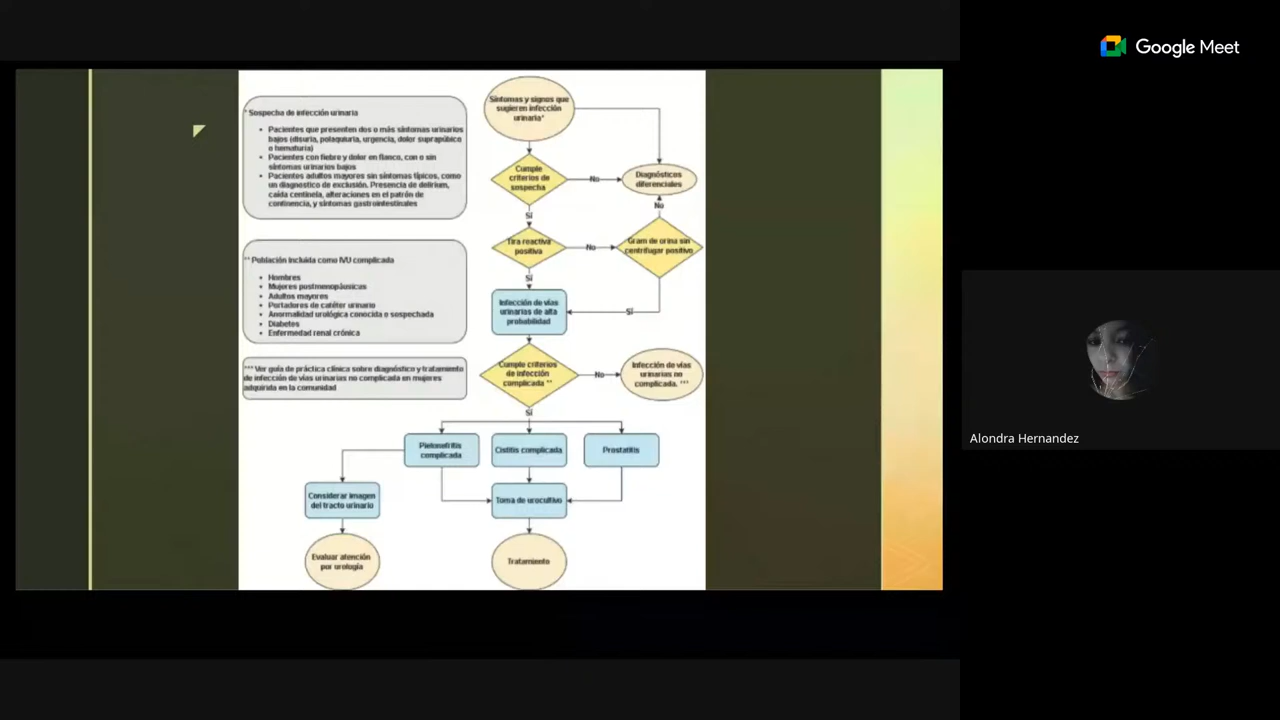 Google Meet
* Sospecha de infección urinaria
• Pacientes que presenten dos o más síntomas urinarios
bajos (disuria, polaquiuria, urgencia, dolor suprapúbico
o hematuria)
• Pacientes con fiebre y dolor en flanco, con o sin
síntomas urinarios bajos
• Pacientes adultos mayores sin síntomas típicos, como
un diagnostico de exclusión. Presencia de delirium,
caída centinela, alteraciones en el patrón de
continencia, y síntomas gastrointestinales
** Población incluida como IVU complicada
• Hombres
• Mujeres postmenopáusicas
• Adultos mayores
• Portadores de catéter urinario
• Anormalidad urológica conocida o sospechada
• Diabetes
• Enfermedad renal crónica
*** Ver guía de práctica clínica sobre diagnóstico y tratamiento
de infección de vías urinarias no complicada en mujeres
adquirida en la comunidad
Síntomas y signos que
sugieren infección
urinaria*
Cumple
criterios de
sospecha
No
Diagnósticos
diferenciales
Sí
No
Tira reactiva
positiva
No
Gram de orina sin
centrifugar positivo
Sí
Infección de vías
urinarias de alta
probabilidad
Sí
Cumple criterios
de infección
complicada **
No
Infección de vías
urinarias no
complicada. ***
Sí
Pielonefritis
complicada
Cistitis complicada
Prostatitis
Considerar imagen
del tracto urinario
Toma de urocultivo
Evaluar atención
por urología
Tratamiento
Alondra Hernandez